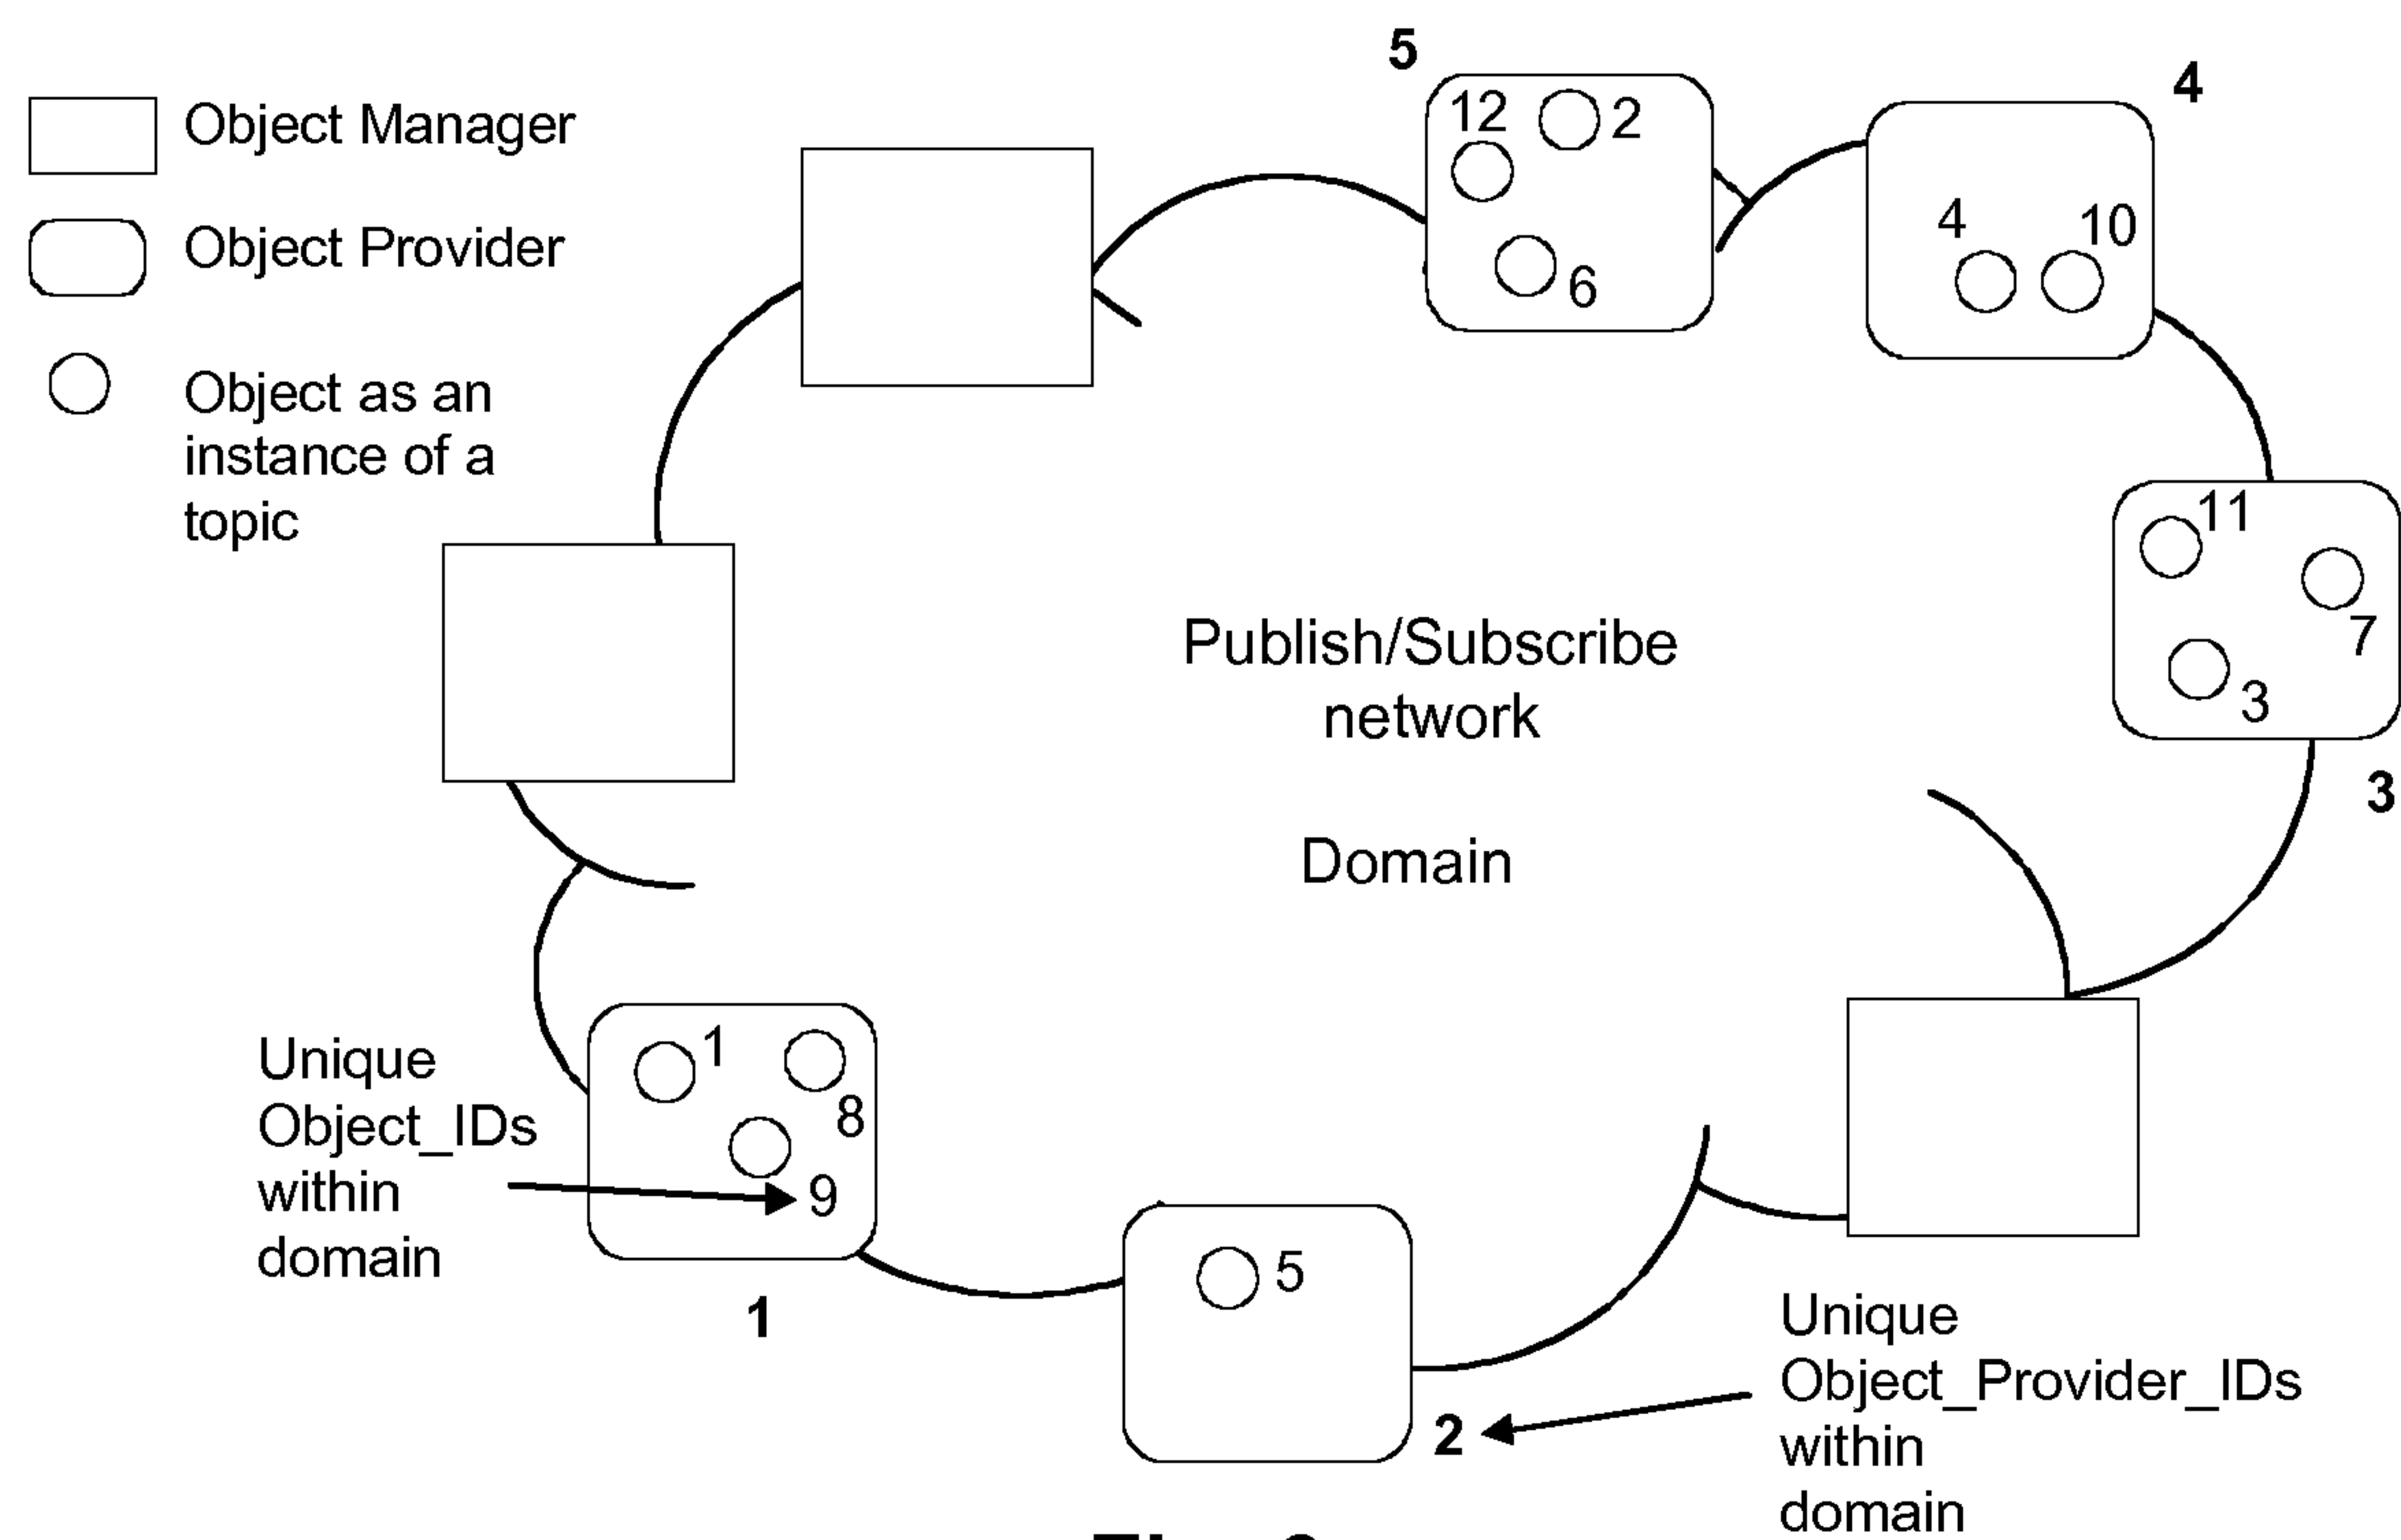 Object Manager
Object Provider
Object as an
instance of a
topic
5
12
2
6
4
4
10
11
7
3
3
Publish/Subscribe
network
Domain
Unique
Object_IDs
within
domain
1
8
9
1
5
2
Unique
Object_Provider_IDs
within
domain